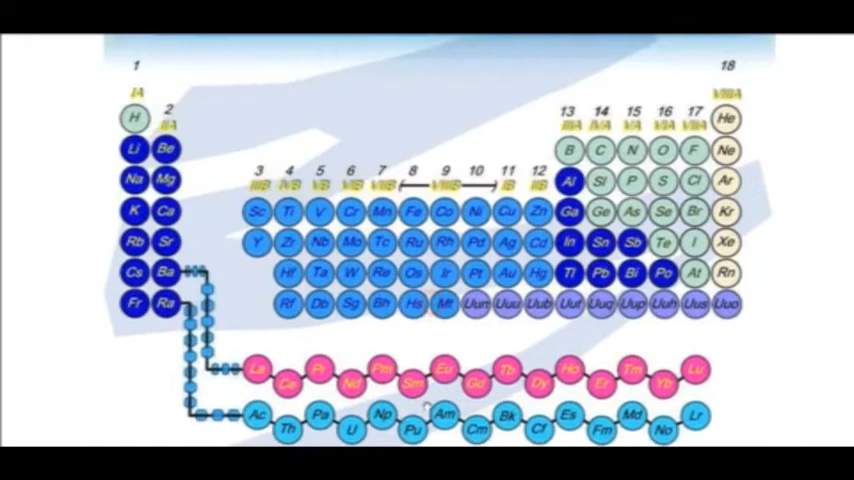 1 18
IA VIIIA
H 2 13 14 15 16 17 He
IIA IIIA IVA VA VIA VIIA
Li Be B C N O F Ne
3 4 5 6 7 8 9 10 11 12
Na Mg IIIB IVB VB VIB VIIB VIIIB IB IIB Al Si P S Cl Ar
K Ca Sc Ti V Cr Mn Fe Co Ni Cu Zn Ga Ge As Se Br Kr
Rb Sr Y Zr Nb Mo Tc Ru Rh Pd Ag Cd In Sn Sb Te I Xe
Cs Ba Hf Ta W Re Os Ir Pt Au Hg Tl Pb Bi Po At Rn
Fr Ra Rf Db Sg Bh Hs Mt Uun Uuu Uub Uut Uuq Uup Uuh Uus Uuo
La Ce Pr Nd Pm Sm Eu Gd Tb Dy Ho Er Tm Yb Lu
Ac Th Pa U Np Pu Am Cm Bk Cf Es Fm Md No Lr